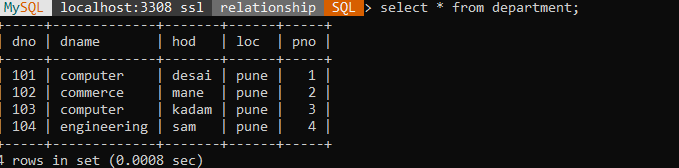 MySQL localhost:3308 ssl relationship SQL > select * from department;
+-----+-------------+-------+------+-----+
| dno | dname       | hod   | loc  | pno |
+-----+-------------+-------+------+-----+
| 101 | computer    | desai | pune |   1 |
| 102 | commerce    | mane  | pune |   2 |
| 103 | computer    | kadam | pune |   3 |
| 104 | engineering | sam   | pune |   4 |
+-----+-------------+-------+------+-----+
4 rows in set (0.0008 sec)